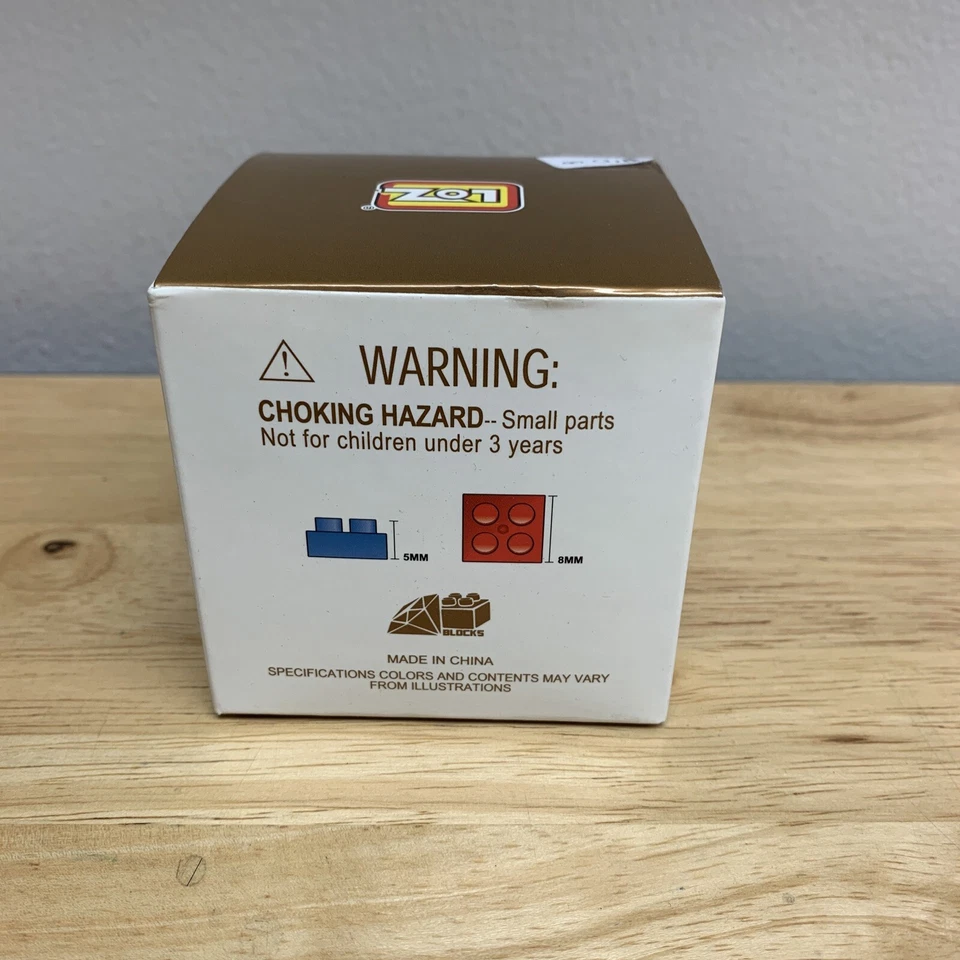 LOZ
WARNING:
CHOKING HAZARD-- Small parts
Not for children under 3 years
5MM
8MM
BLOCKS
MADE IN CHINA
SPECIFICATIONS COLORS AND CONTENTS MAY VARY
FROM ILLUSTRATIONS